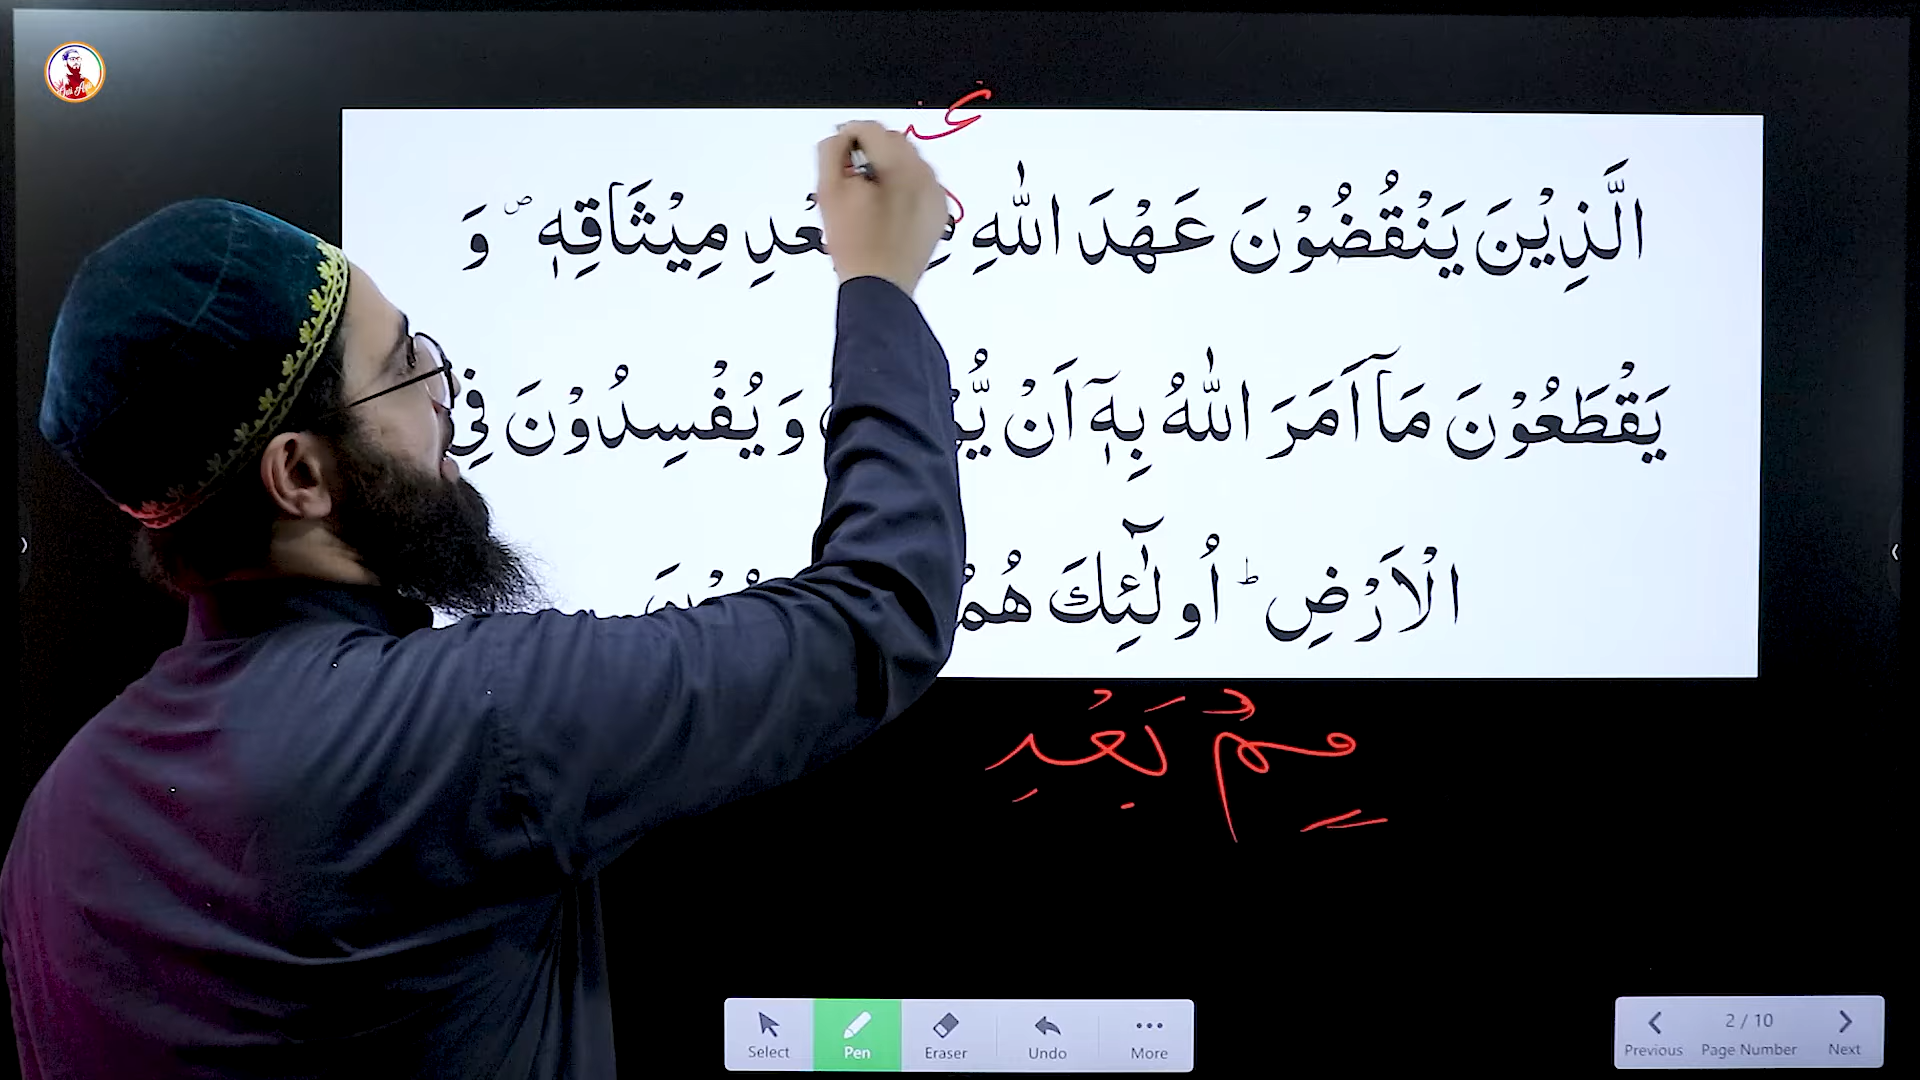 الَّذِيْنَ يَنْقُضُوْنَ عَهْدَ اللّٰهِ بَعْدِ مِيْثَاقِهٖ ۪ وَ
يَقْطَعُوْنَ مَاۤ اَمَرَ اللّٰهُ بِهٖۤ اَنْ وَ يُفْسِدُوْنَ فِی
الْاَرْضِ ؕ اُولٰٓئِكَ هُمُ
مِمْ بَعْدِ
Select Pen Eraser Undo More
2 / 10
Previous Page Number Next